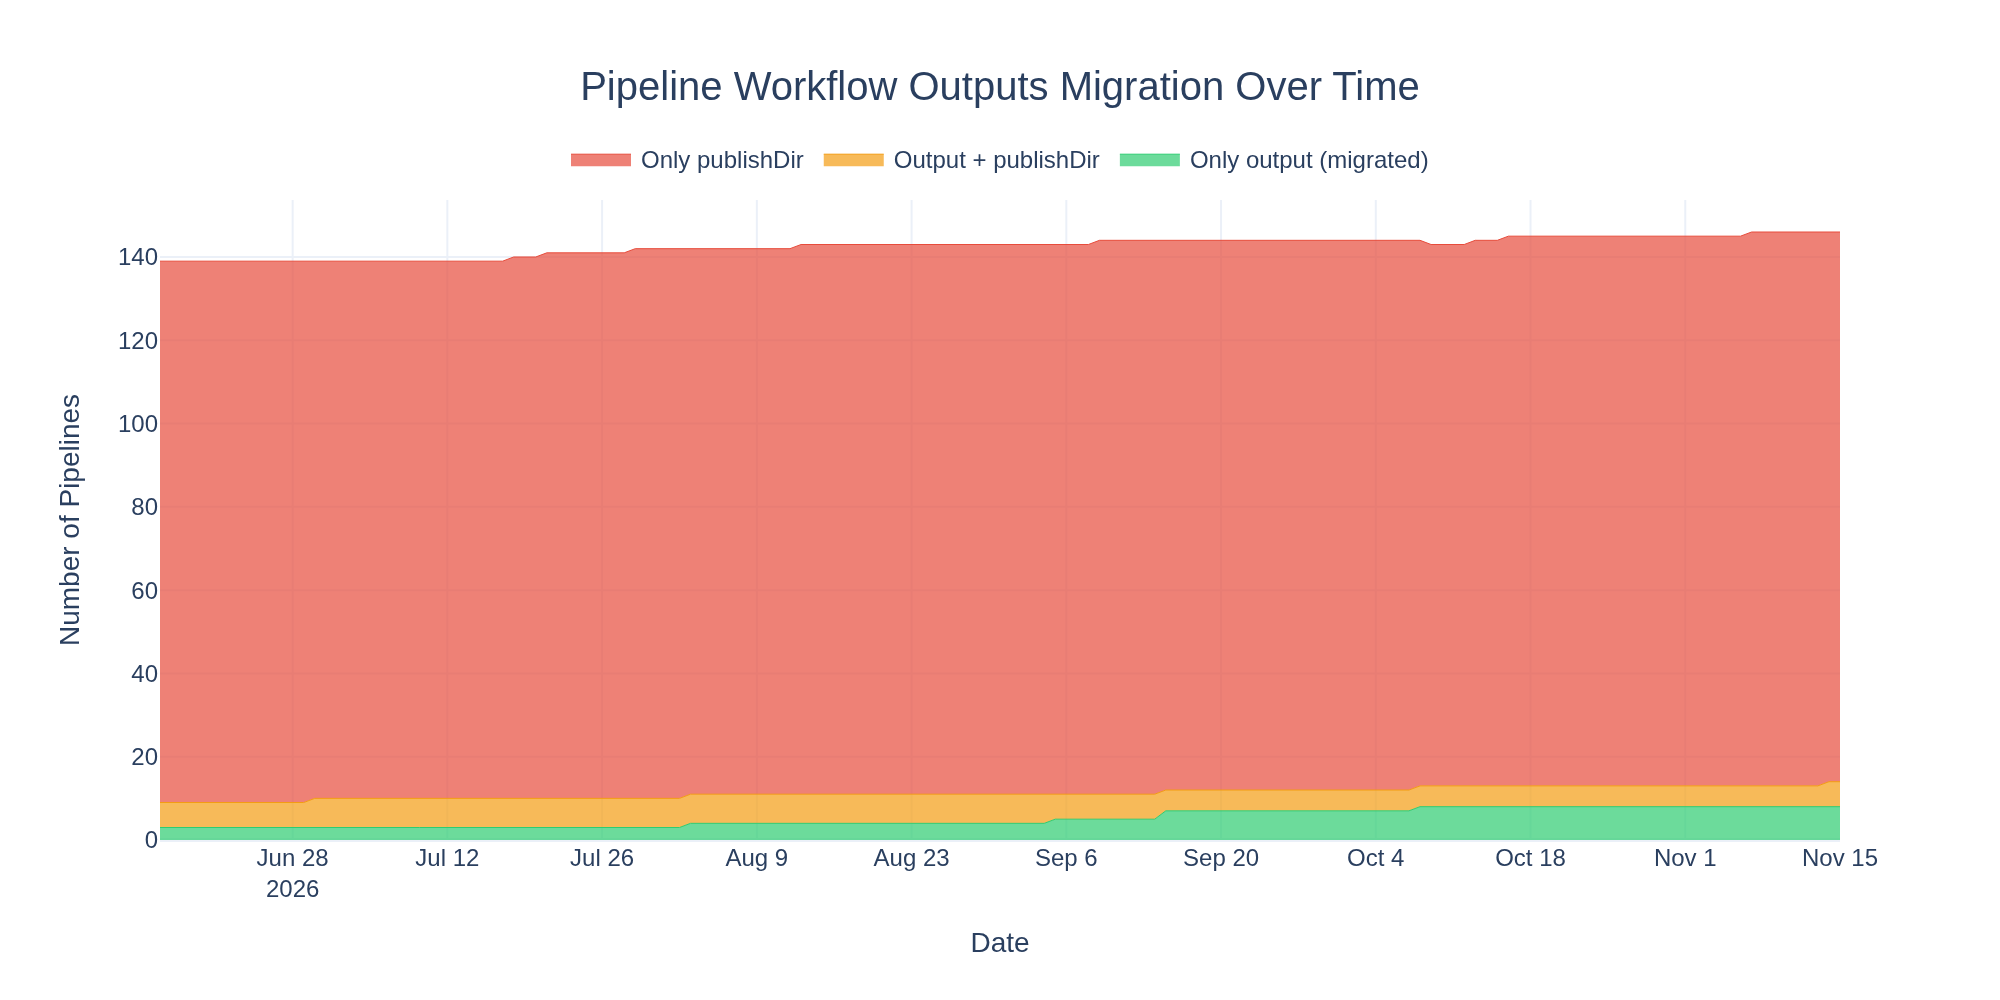 Pipeline Workflow Outputs Migration Over Time
Only publishDir
Output + publishDir
Only output (migrated)
Number of Pipelines
140
120
100
80
60
40
20
0
Jun 28
2026
Jul 12
Jul 26
Aug 9
Aug 23
Sep 6
Sep 20
Oct 4
Oct 18
Nov 1
Nov 15
Date